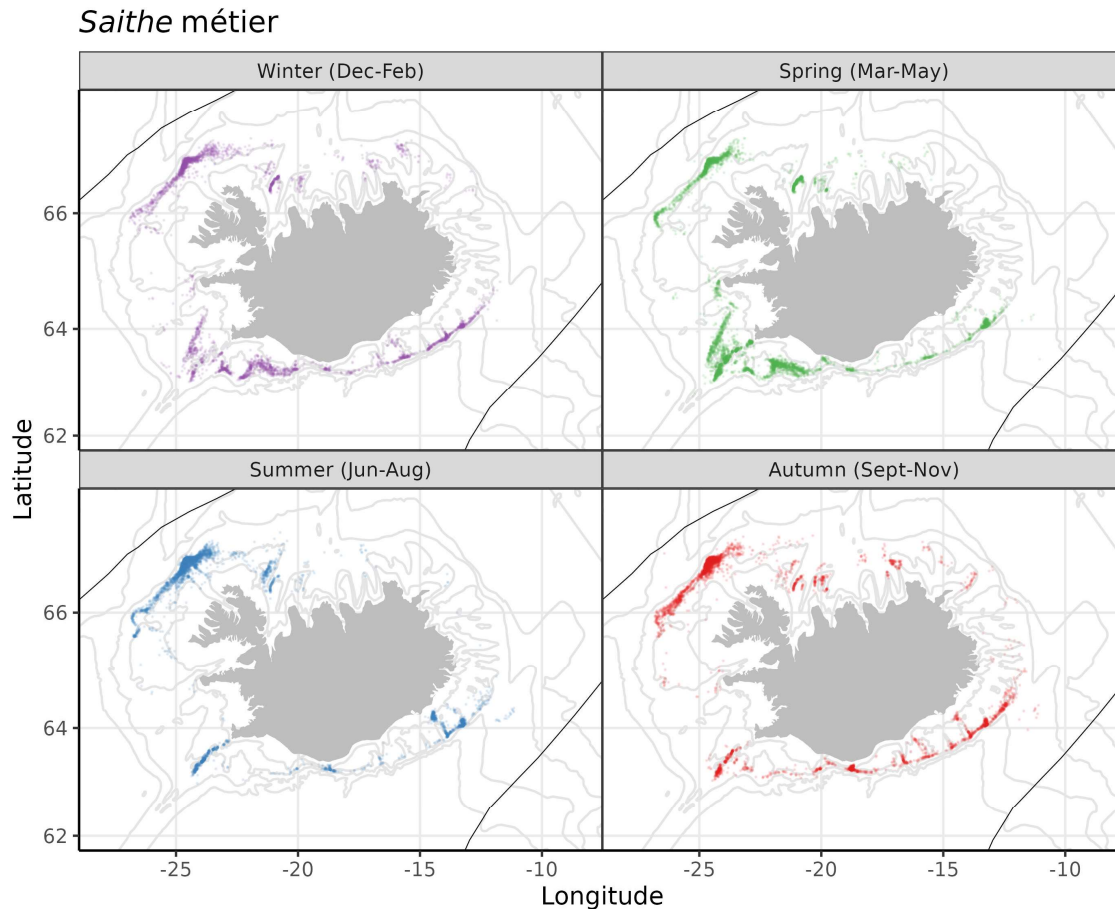 Saithe métier
Winter (Dec-Feb)
Spring (Mar-May)
66
64
62
Summer (Jun-Aug)
Autumn (Sept-Nov)
66
64
62
Latitude
-25
-20
-15
-10
-25
-20
-15
-10
Longitude